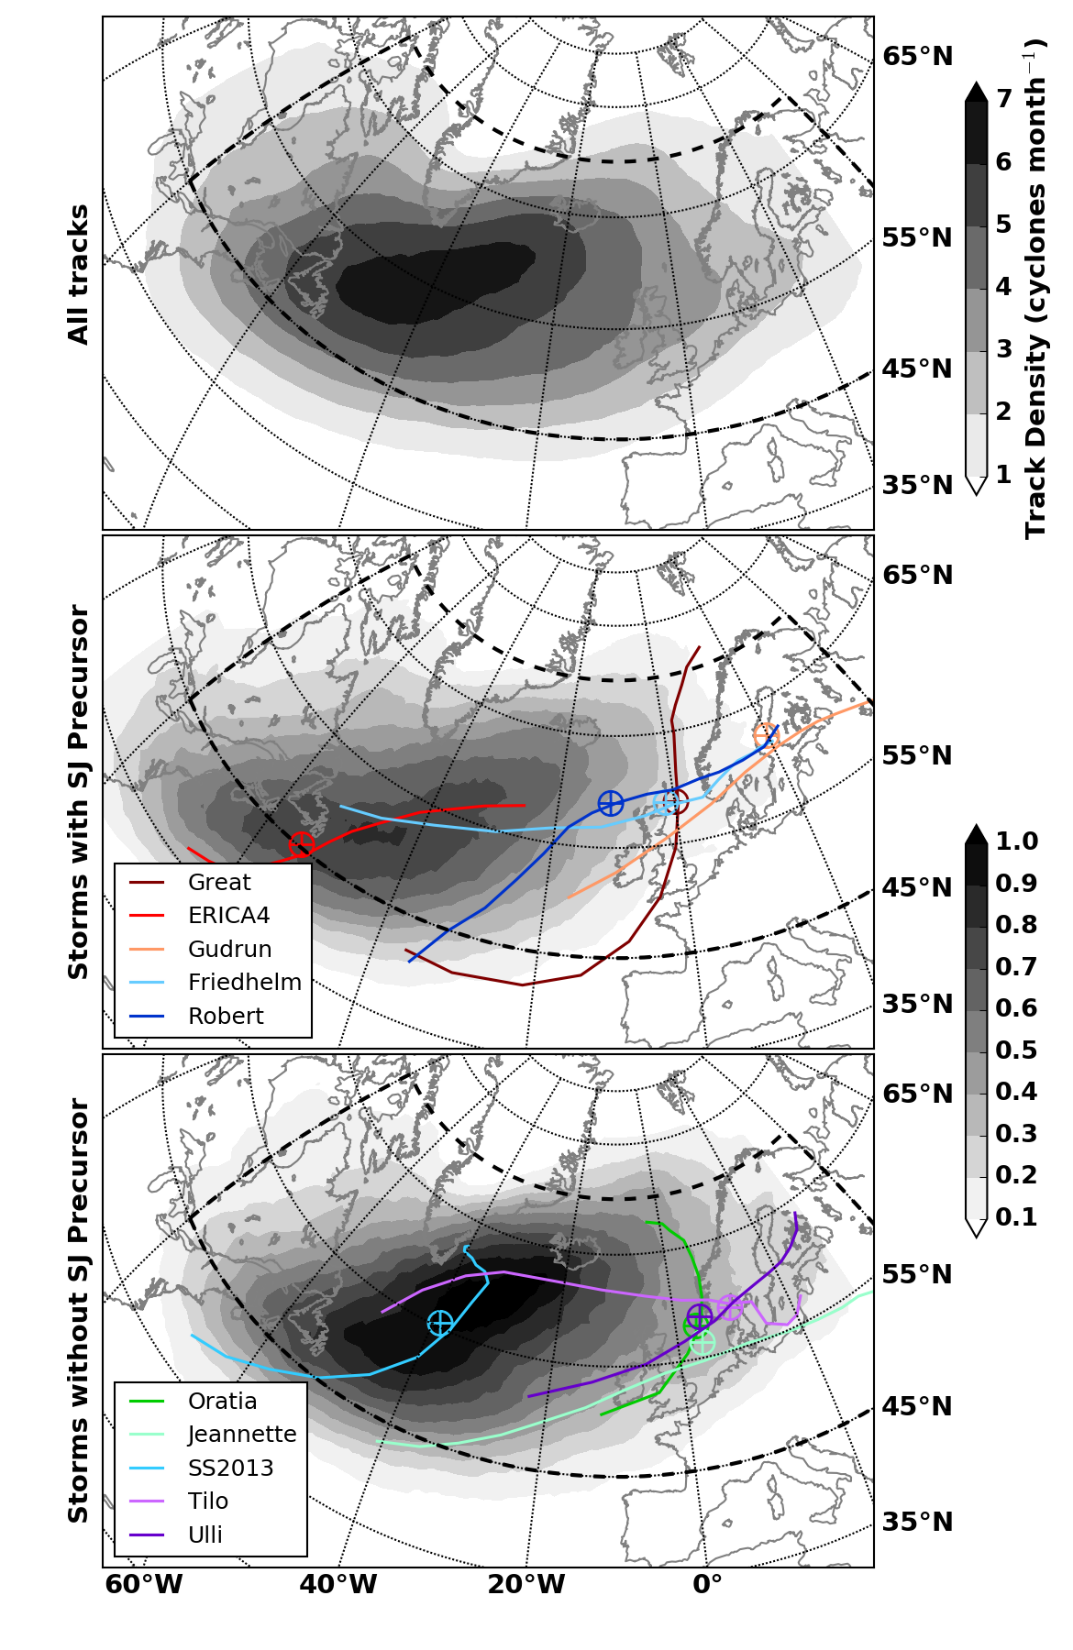 All tracks
65°N
55°N
45°N
35°N
7
6
5
4
3
2
1
Track Density (cyclones month⁻¹)
Storms with SJ Precursor
Great
ERICA4
Gudrun
Friedhelm
Robert
65°N
55°N
45°N
35°N
1.0
0.9
0.8
0.7
0.6
0.5
0.4
0.3
0.2
0.1
Storms without SJ Precursor
Oratia
Jeannette
SS2013
Tilo
Ulli
65°N
55°N
45°N
35°N
60°W 40°W 20°W 0°